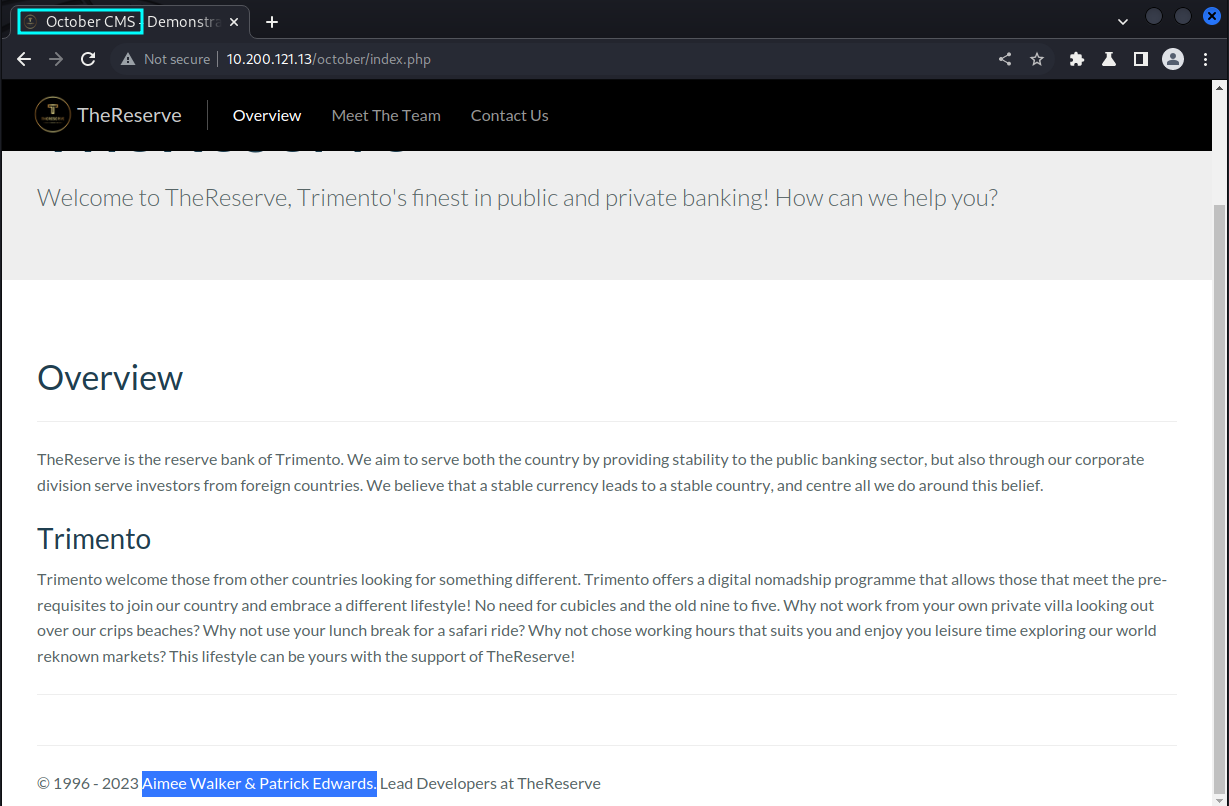 October CMS - Demonstra
Not secure 10.200.121.13/october/index.php
TheReserve Overview Meet The Team Contact Us
Welcome to TheReserve, Trimento's finest in public and private banking! How can we help you?
Overview
TheReserve is the reserve bank of Trimento. We aim to serve both the country by providing stability to the public banking sector, but also through our corporate
division serve investors from foreign countries. We believe that a stable currency leads to a stable country, and centre all we do around this belief.
Trimento
Trimento welcome those from other countries looking for something different. Trimento offers a digital nomadship programme that allows those that meet the pre-
requisites to join our country and embrace a different lifestyle! No need for cubicles and the old nine to five. Why not work from your own private villa looking out
over our crips beaches? Why not use your lunch break for a safari ride? Why not chose working hours that suits you and enjoy you leisure time exploring our world
reknown markets? This lifestyle can be yours with the support of TheReserve!
© 1996 - 2023 Aimee Walker & Patrick Edwards. Lead Developers at TheReserve